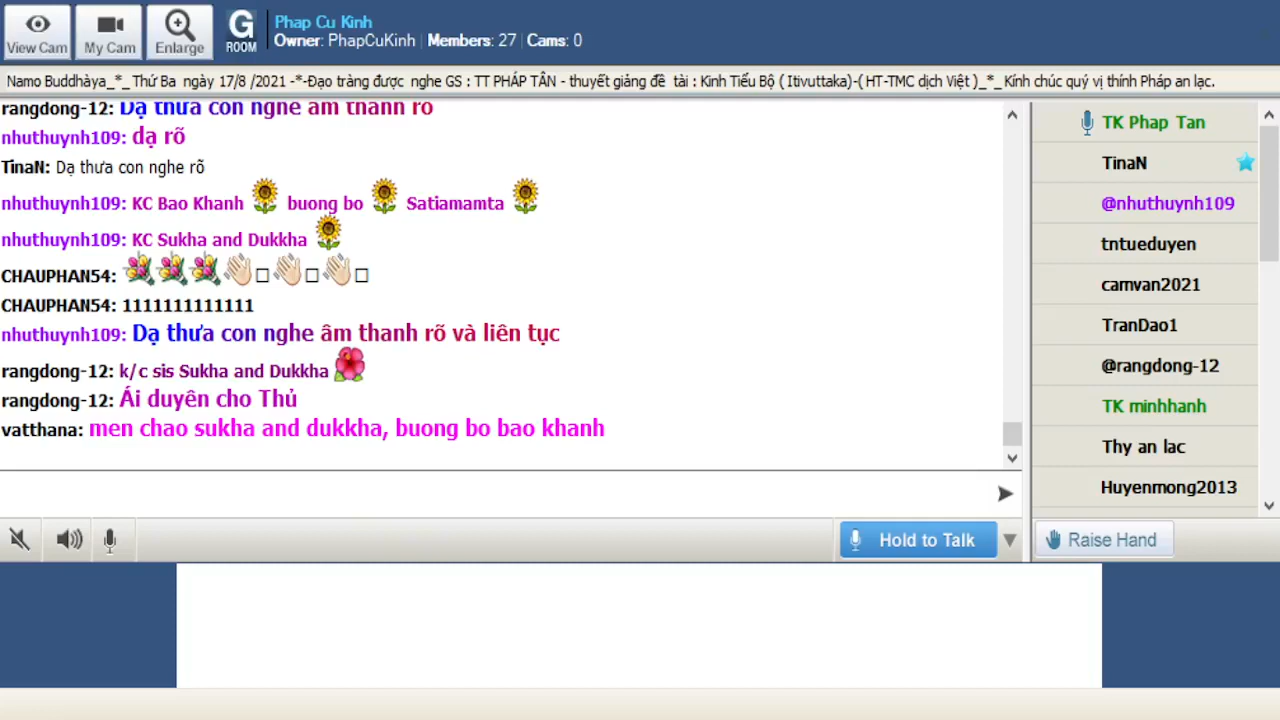 View Cam
My Cam
Enlarge
G
ROOM
Phap Cu Kinh
Owner: PhapCuKinh | Members: 27 | Cams: 0
Namo Buddhàya_*_Thứ Ba ngày 17/8 /2021 -*-Đạo tràng được nghe GS : TT PHÁP TÂN - thuyết giảng đề tài : Kinh Tiểu Bộ ( Itivuttaka)-( HT-TMC dịch Việt )_*_Kính chúc quý vị thính Pháp an lạc.
rangdong-12: Dạ thưa con nghe âm thanh rõ
nhuthuynh109: dạ rõ
TinaN: Dạ thưa con nghe rõ
nhuthuynh109: KC Bao Khanh buong bo Satiamamta
nhuthuynh109: KC Sukha and Dukkha
CHAUPHAN54:
CHAUPHAN54: 1111111111111
nhuthuynh109: Dạ thưa con nghe âm thanh rõ và liên tục
rangdong-12: k/c sis Sukha and Dukkha
rangdong-12: Ái duyên cho Thủ
vatthana: men chao sukha and dukkha, buong bo bao khanh
TK Phap Tan
TinaN
@nhuthuynh109
tntueduyen
camvan2021
TranDao1
@rangdong-12
TK minhhanh
Thy an lac
Huyenmong2013
Hold to Talk
Raise Hand